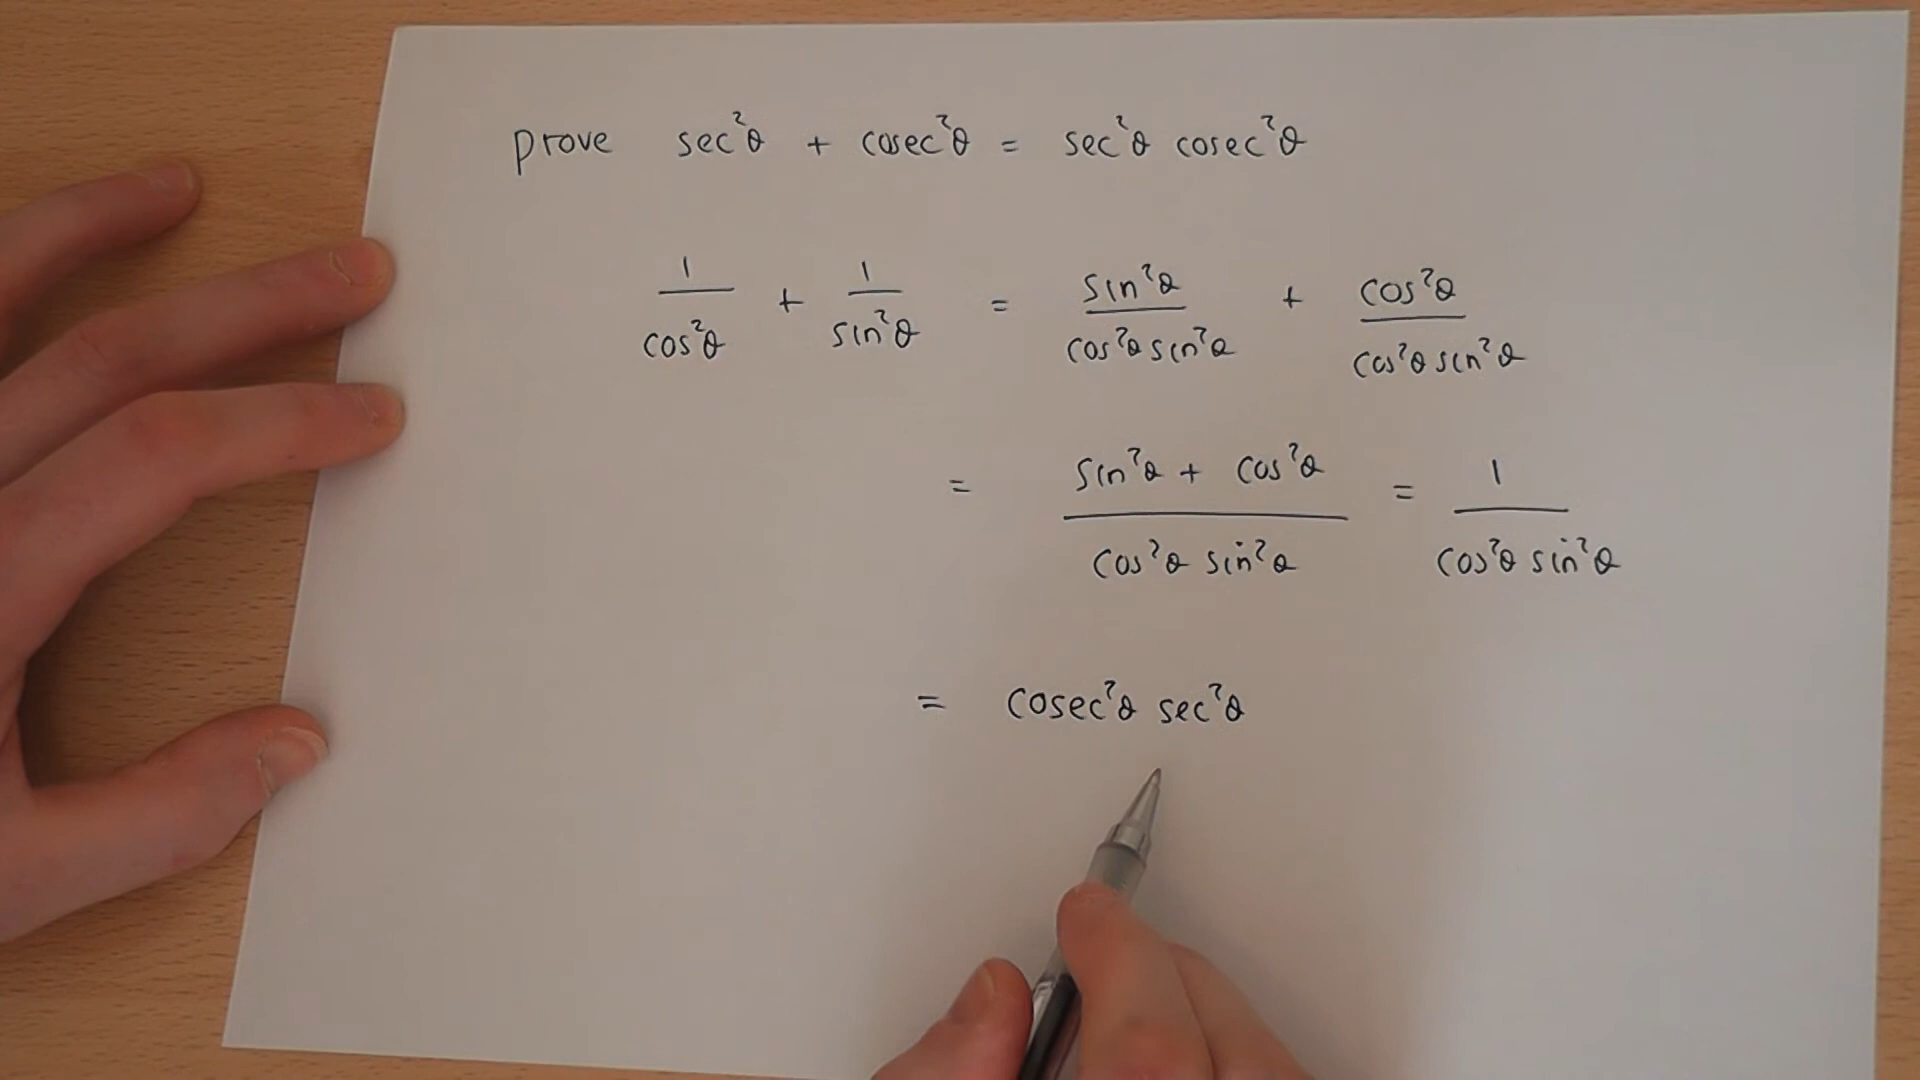 prove sec²θ + cosec²θ = sec²θ cosec²θ
1/cos²θ + 1/sin²θ = sin²θ/cos²θ sin²θ + cos²θ/cos²θ sin²θ
= sin²θ + cos²θ/cos²θ sin²θ = 1/cos²θ sin²θ
= cosec²θ sec²θ